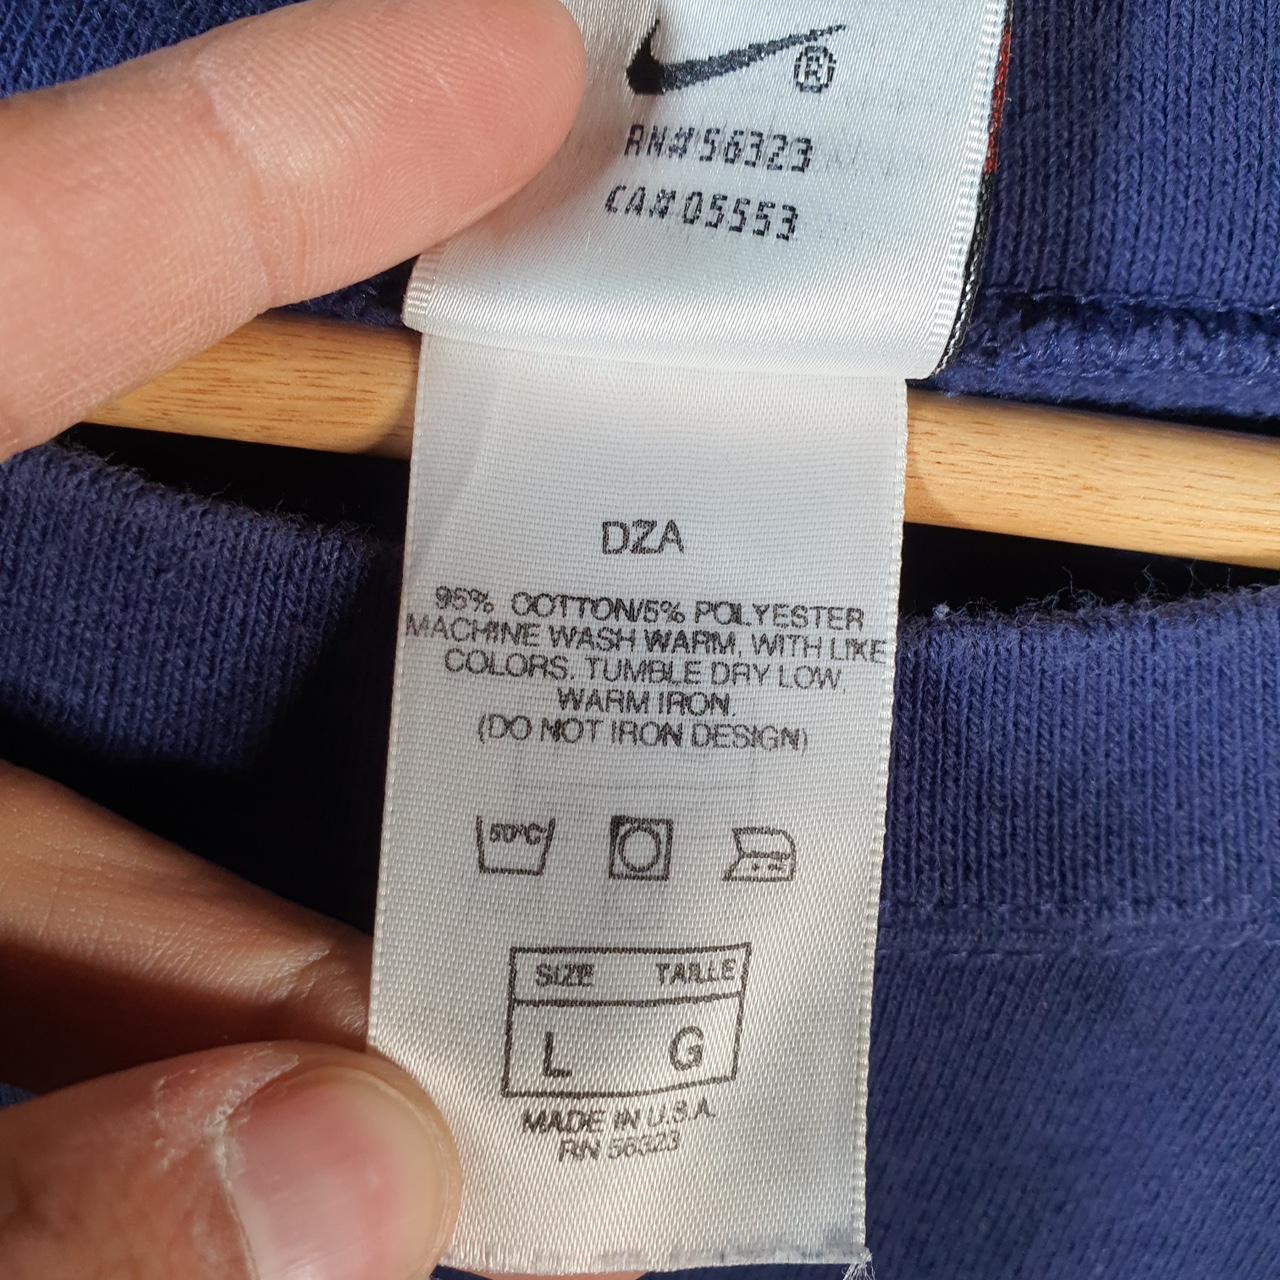 ®
RN#56323
CA#05553
DZA
95% COTTON/5% POLYESTER
MACHINE WASH WARM, WITH LIKE
COLORS. TUMBLE DRY LOW,
WARM IRON.
(DO NOT IRON DESIGN)
50°C
SIZE TAILLE
L G
MADE IN U.S.A.
RN 56323